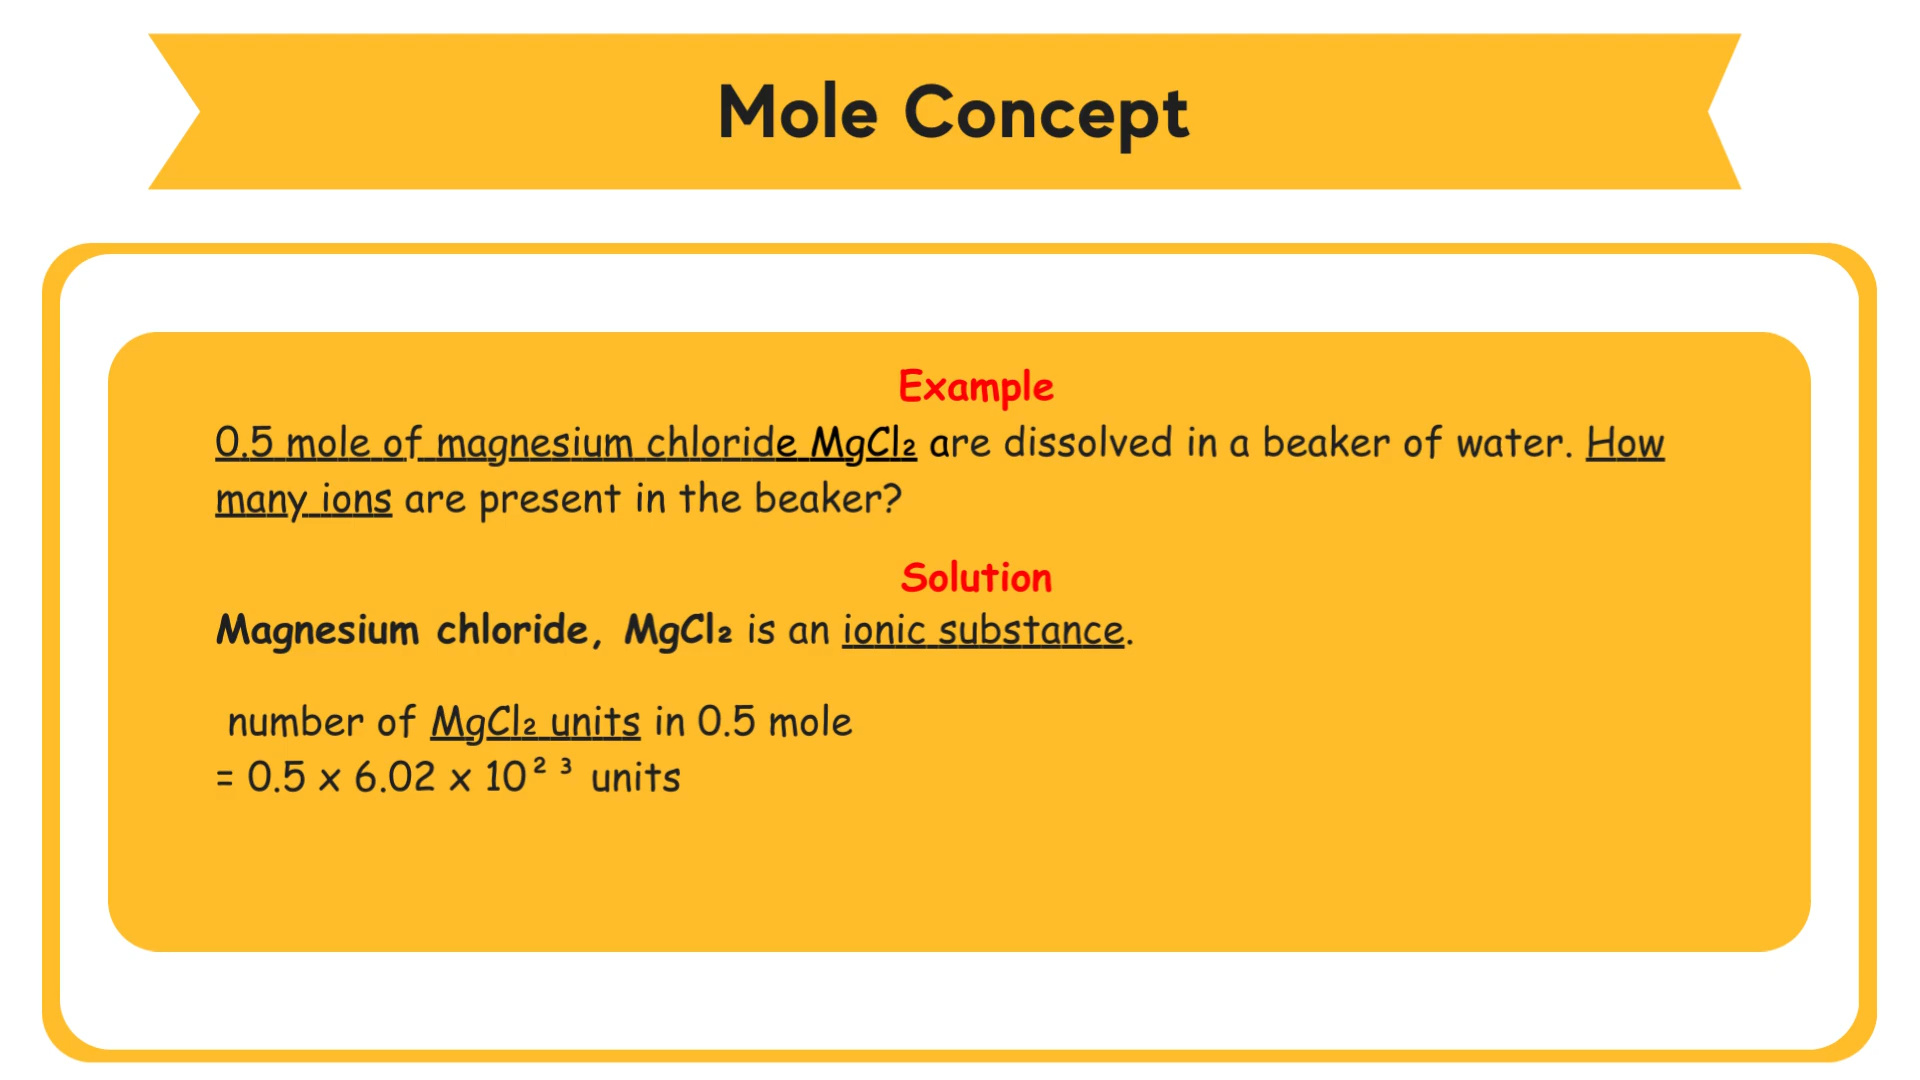 Mole Concept
Example
0.5 mole of magnesium chloride MgCl₂ are dissolved in a beaker of water. How
many ions are present in the beaker?
Solution
Magnesium chloride, MgCl₂ is an ionic substance.
number of MgCl₂ units in 0.5 mole
= 0.5 x 6.02 x 10² ³ units